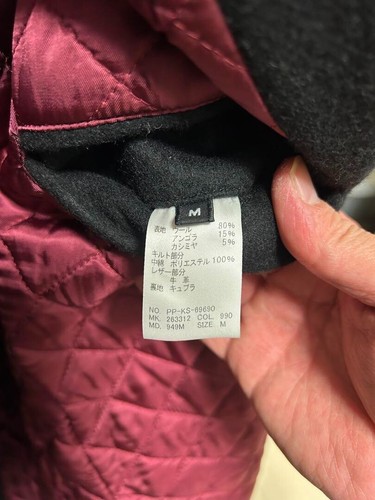 M
表地 ウール 80%
アンゴラ 15%
カシミヤ 5%
キルト部分
中綿 ポリエステル 100%
レザー部分
牛 革
裏地 キュプラ
NO. PP-KS-69690
MK. 263312 COL. 990
MD. 949M SIZE M